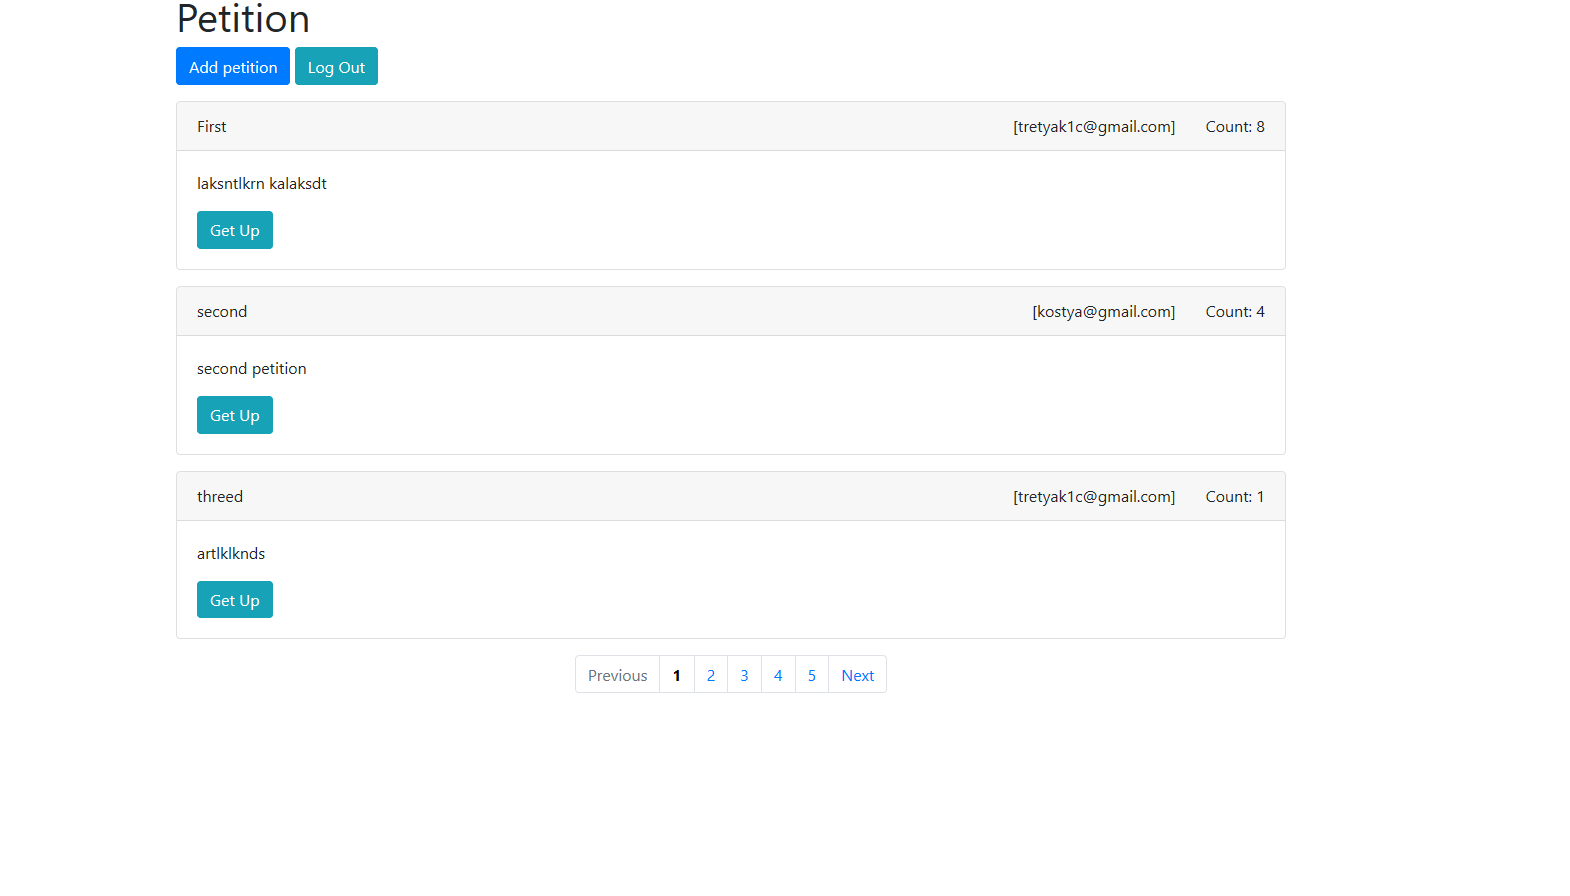 Petition
Add petition Log Out
First [tretyak1c@gmail.com] Count: 8
laksntlkrn kalaksdt
Get Up
second [kostya@gmail.com] Count: 4
second petition
Get Up
threed [tretyak1c@gmail.com] Count: 1
artlklknds
Get Up
Previous 1 2 3 4 5 Next